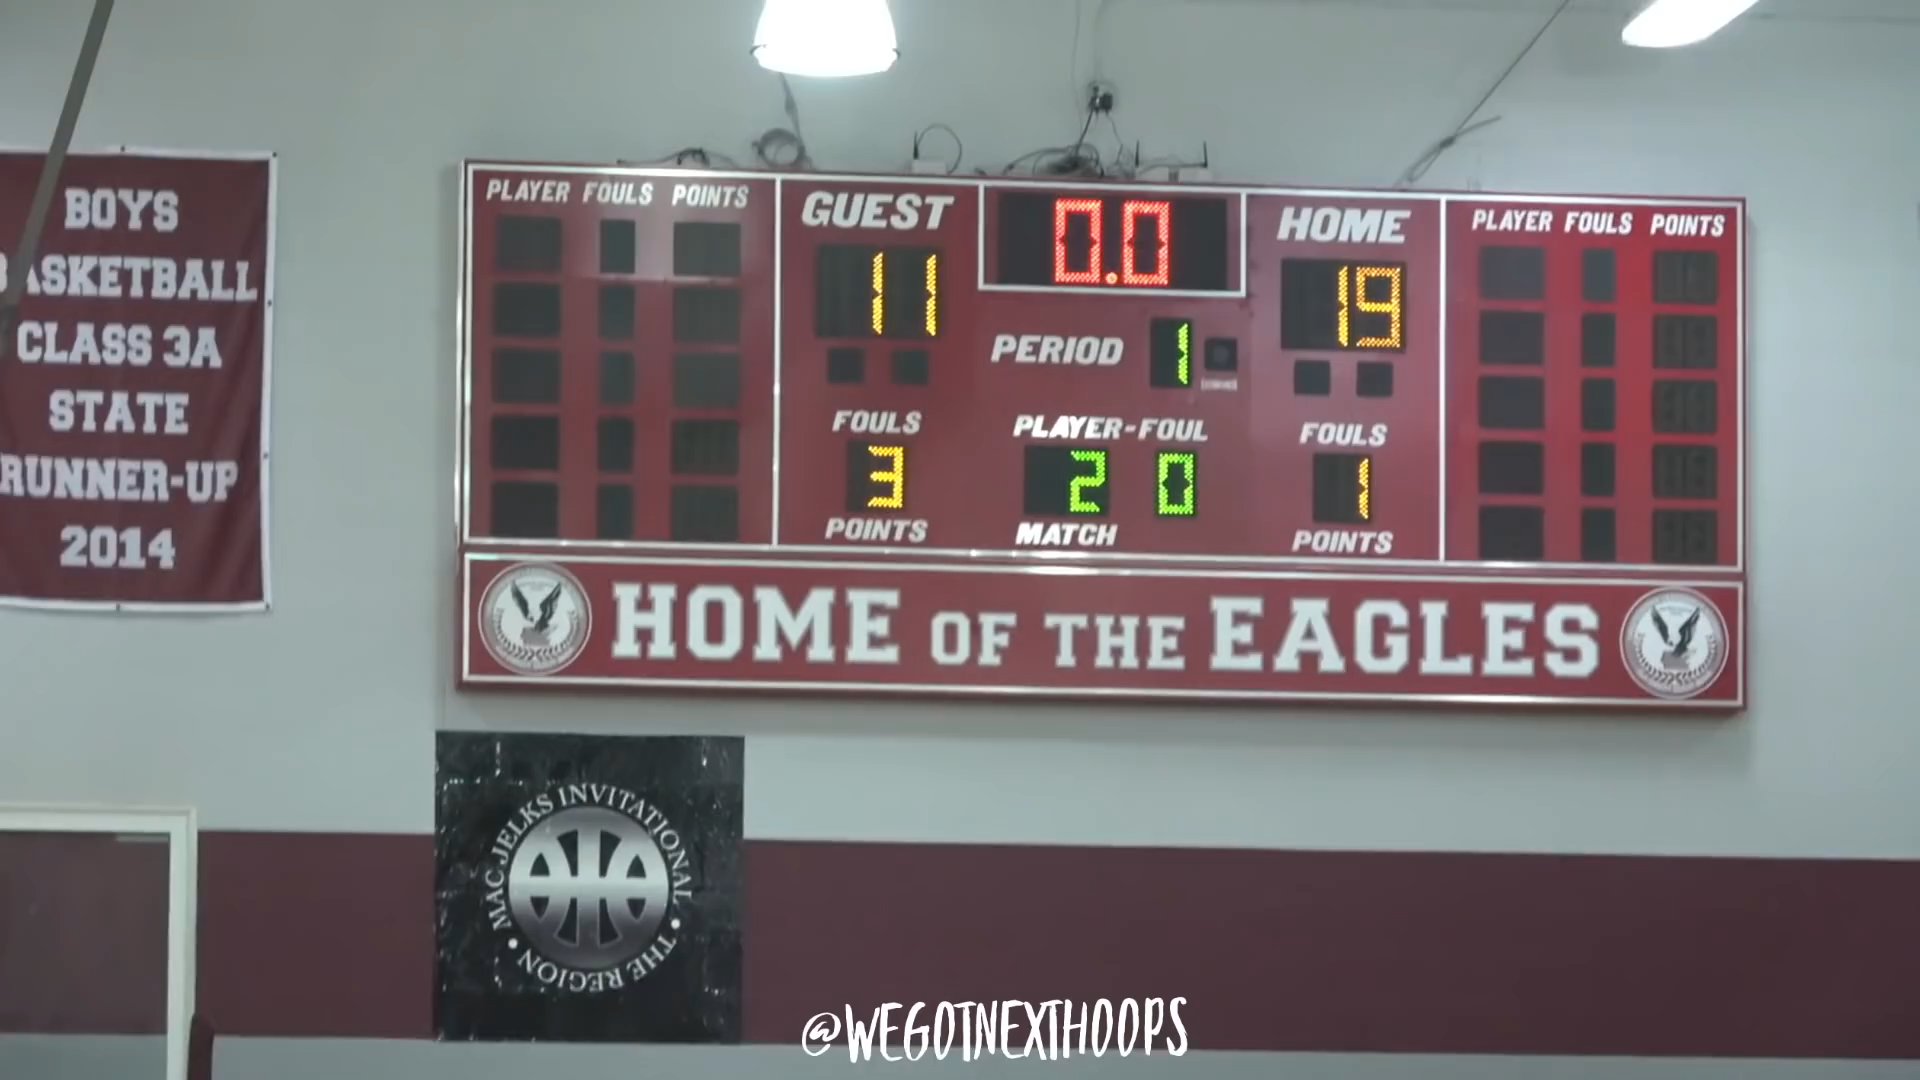 BOYS
BASKETBALL
CLASS 3A
STATE
RUNNER-UP
2014
PLAYER FOULS POINTS
GUEST
11
0.0
HOME
19
PLAYER FOULS POINTS
PERIOD 1
FOULS
3
POINTS
PLAYER-FOUL
2 0
MATCH
FOULS
1
POINTS
HOME OF THE EAGLES
MAC JELKS INVITATIONAL • THE REGION •
@WEGOTNEXTHOOPS